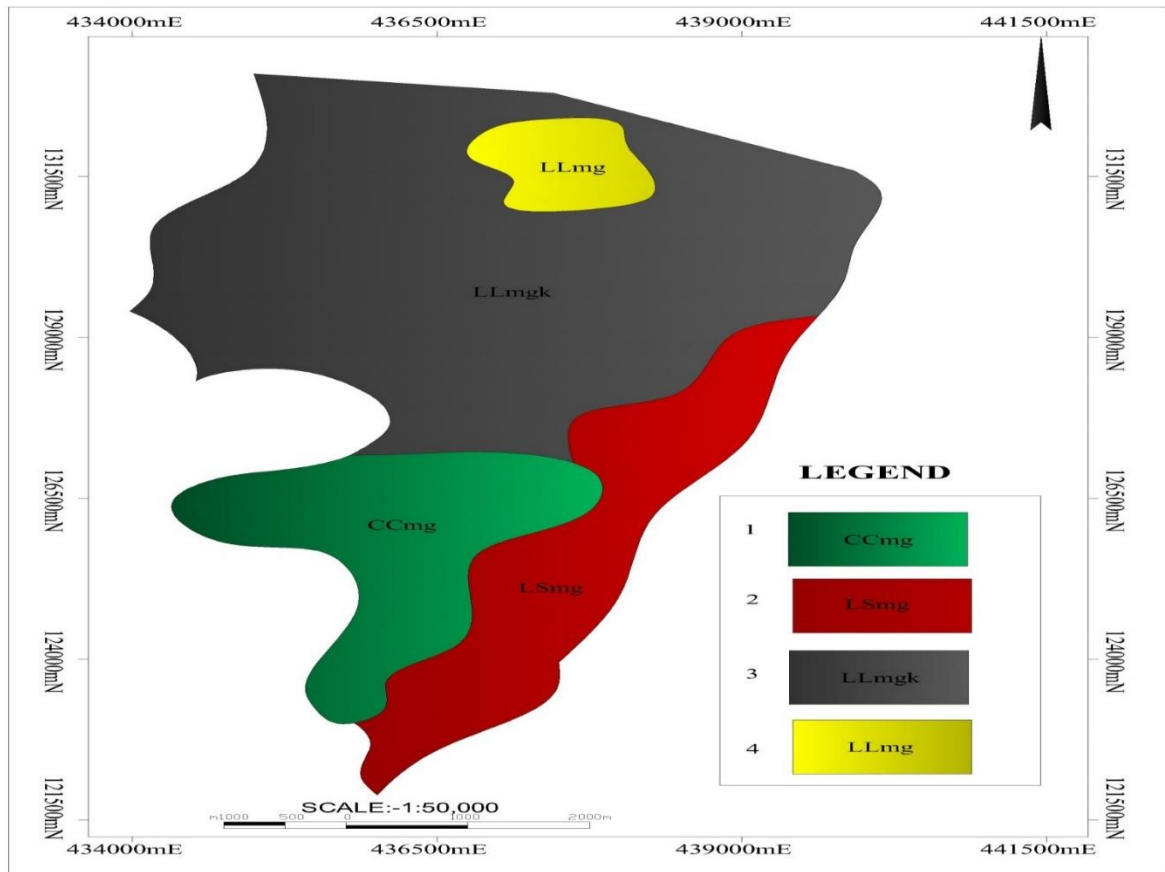 434000mE 436500mE 439000mE 441500mE
131500mN 131500mN
LLmg
LLmgk
129000mN 129000mN
LEGEND
126500mN 126500mN
CCmg
1 CCmg
LSmg
2 LSmg
124000mN 124000mN
3 LLmgk
4 LLmg
121500mN 121500mN
SCALE:-1:50,000
m1000 500 0 1000 2000m
434000mE 436500mE 439000mE 441500mE